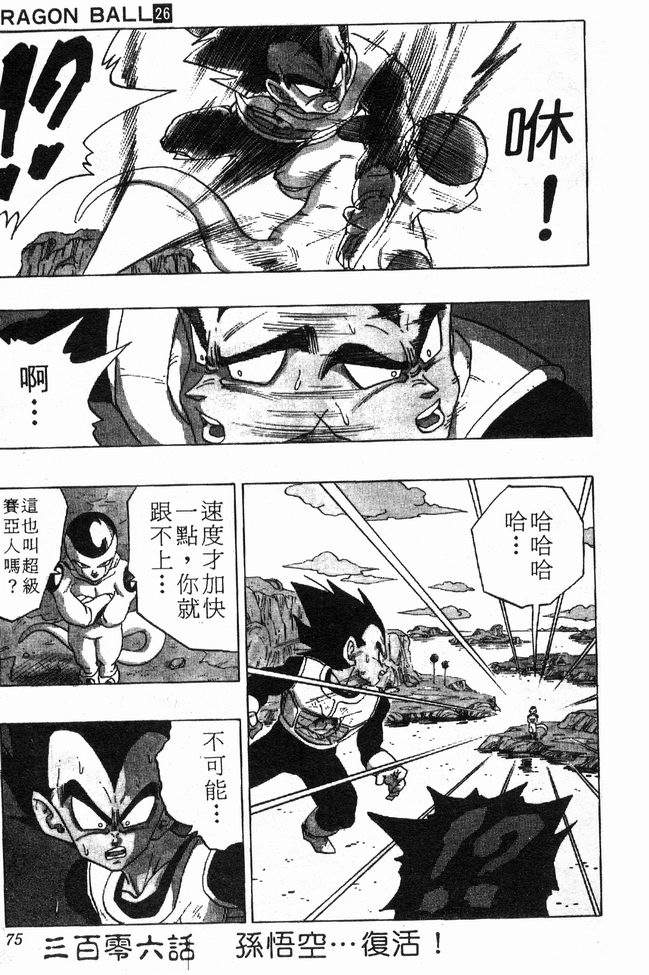 RAGON BALL 26
咻!
!?
啊…
哈哈哈
哈…
!?
速度才加快
一點,你就
跟不上…
這也叫超級
賽亞人嗎?
不可能…
75
三百零六話 孫悟空…復活!